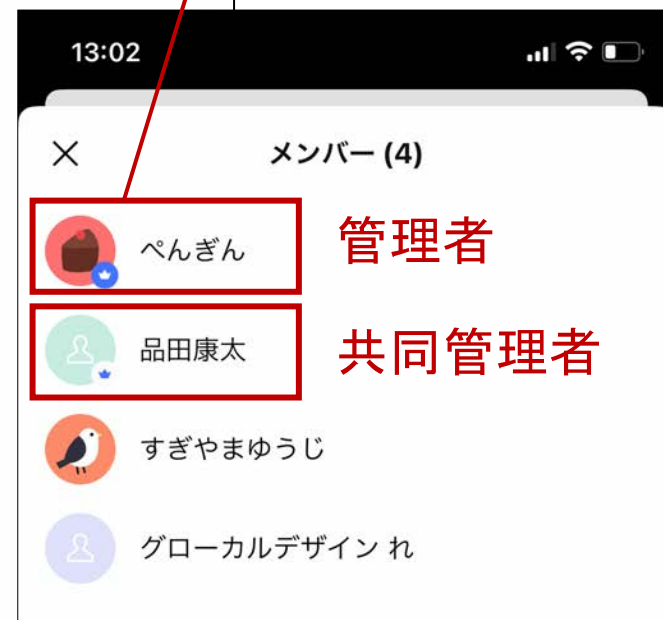 13:02
メンバー (4)
ぺんぎん 管理者
品田康太 共同管理者
すぎやまゆうじ
グローカルデザイン れ